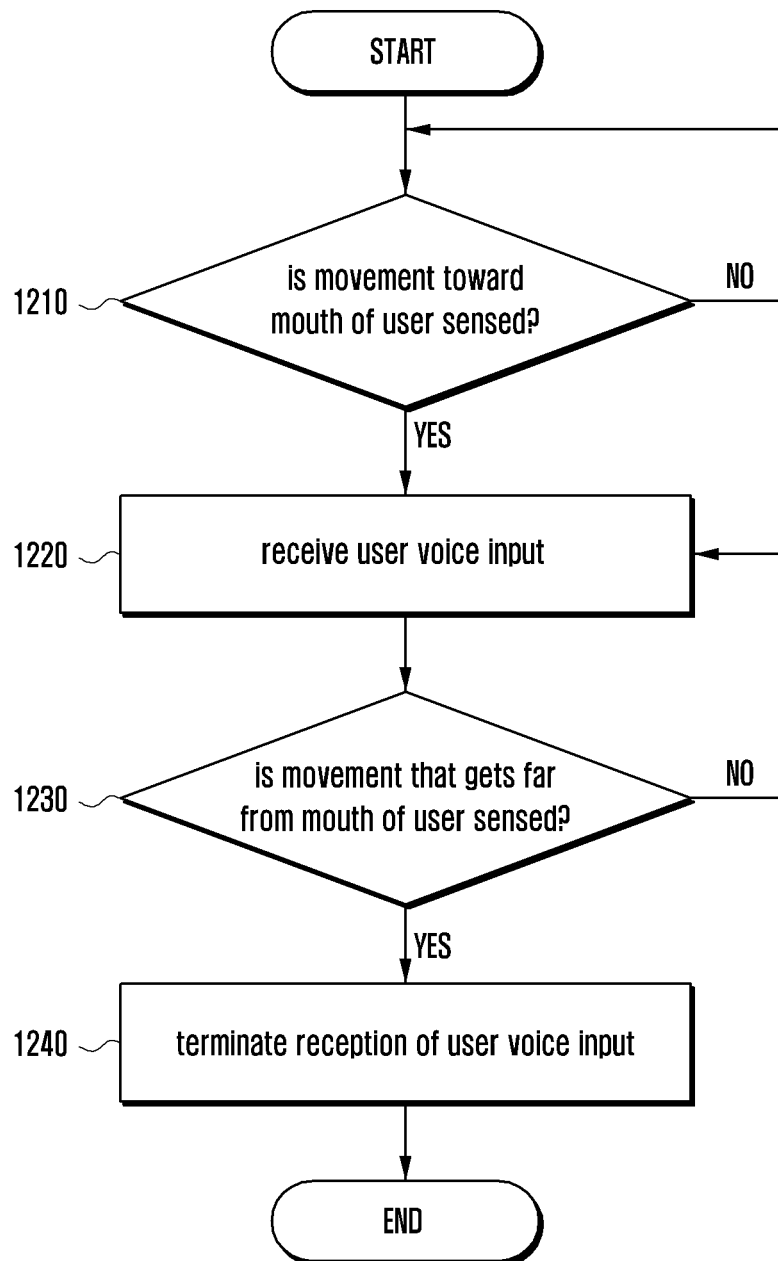 START
is movement toward
1210
mouth of user sensed?
NO
YES
1220
receive user voice input
is movement that gets far
1230
from mouth of user sensed?
NO
YES
1240
terminate reception of user voice input
END